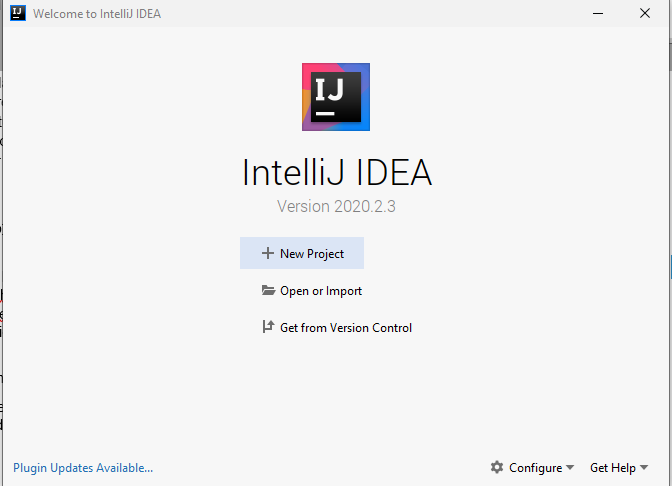 Welcome to IntelliJ IDEA
IJ
IntelliJ IDEA
Version 2020.2.3
New Project
Open or Import
Get from Version Control
Plugin Updates Available...
Configure
Get Help